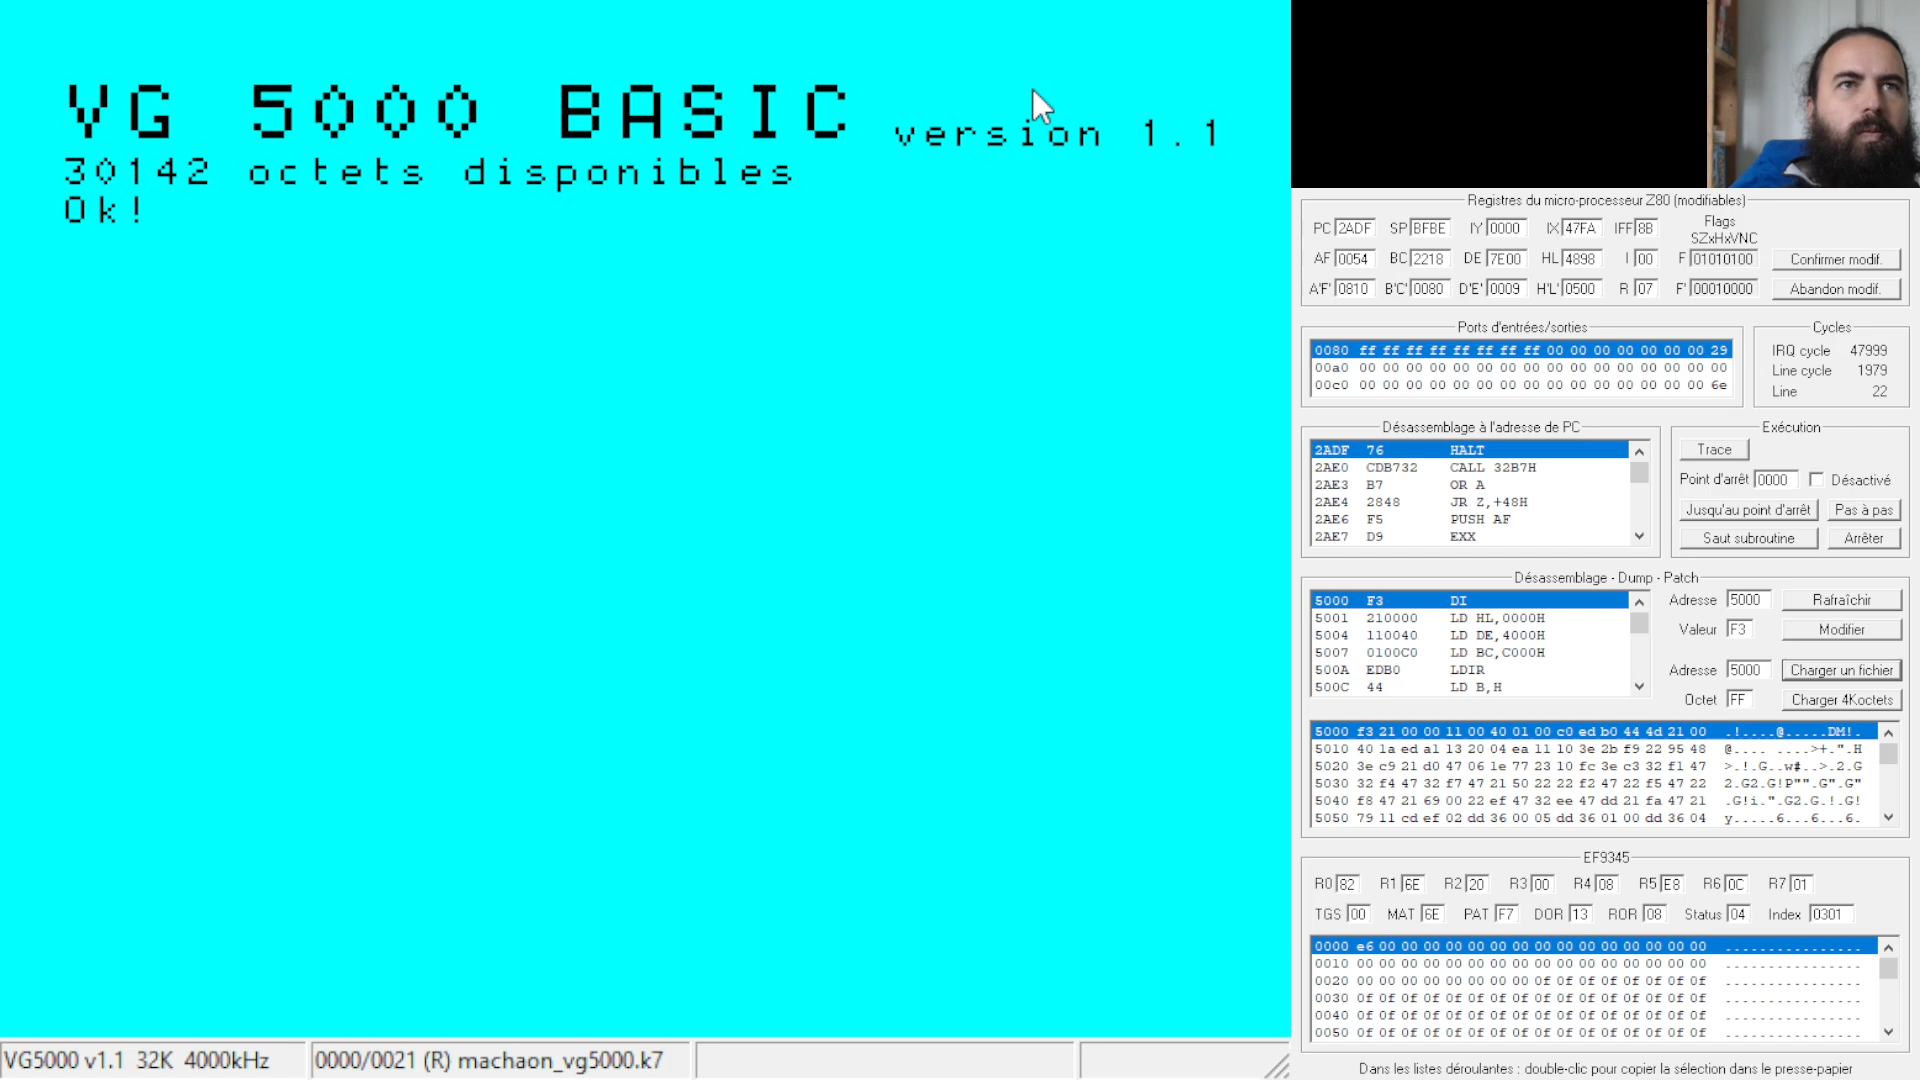 VG 5000 BASIC version 1.1
30142 octets disponibles
Ok!
VG5000 v1.1 32K 4000kHz
0000/0021 (R) machaon_vg5000.k7
Registres du micro-processeur Z80 (modifiables)
PC 2ADF SP BFBE IY 0000 IX 47FA IFF 8B Flags
SZxHxVNC
AF 0054 BC 2218 DE 7E00 HL 4898 I 00 F 01010100 Confirmer modif.
A'F' 0810 B'C' 0080 D'E' 0009 H'L' 0500 R 07 F' 00010000 Abandon modif.
Ports d'entrées/sorties
0080 ff ff ff ff ff ff ff ff 00 00 00 00 00 00 00 29
00a0 00 00 00 00 00 00 00 00 00 00 00 00 00 00 00 00
00c0 00 00 00 00 00 00 00 00 00 00 00 00 00 00 00 6e
Cycles
IRQ cycle 47999
Line cycle 1979
Line 22
Désassemblage à l'adresse de PC
2ADF 76 HALT
2AE0 CDB732 CALL 32B7H
2AE3 B7 OR A
2AE4 2848 JR Z,+48H
2AE6 F5 PUSH AF
2AE7 D9 EXX
Exécution
Trace
Point d'arrêt 0000 Désactivé
Jusqu'au point d'arrêt Pas à pas
Saut subroutine Arrêter
Désassemblage - Dump - Patch
5000 F3 DI
5001 210000 LD HL,0000H
5004 110040 LD DE,4000H
5007 0100C0 LD BC,C000H
500A EDB0 LDIR
500C 44 LD B,H
Adresse 5000 Rafraîchir
Valeur F3 Modifier
Adresse 5000 Charger un fichier
Octet FF Charger 4Koctets
5000 f3 21 00 00 11 00 40 01 00 c0 ed b0 44 4d 21 00 .!....@.....DM!.
5010 40 1a ed a1 13 20 04 ea 11 10 3e 2b f9 22 95 48 @.... ....>+.".H
5020 3e c9 21 d0 47 06 1e 77 23 10 fc 3e c3 32 f1 47 >.!.G..w#..>.2.G
5030 32 f4 47 32 f7 47 21 50 22 22 f2 47 22 f5 47 22 2.G2.G!P"".G".G"
5040 f8 47 21 69 00 22 ef 47 32 ee 47 dd 21 fa 47 21 .G!i.".G2.G.!.G!
5050 79 11 cd ef 02 dd 36 00 05 dd 36 01 00 dd 36 04 y.....6...6...6.
EF9345
R0 82 R1 6E R2 20 R3 00 R4 08 R5 E8 R6 0C R7 01
TGS 00 MAT 6E PAT F7 DOR 13 ROR 08 Status 04 Index 0301
0000 e6 00 00 00 00 00 00 00 00 00 00 00 00 00 00 00 ................
0010 00 00 00 00 00 00 00 00 00 00 00 00 00 00 00 00 ................
0020 00 00 00 00 00 00 00 00 0f 0f 0f 0f 0f 0f 0f 0f ................
0030 0f 0f 0f 0f 0f 0f 0f 0f 0f 0f 0f 0f 0f 0f 0f 0f ................
0040 0f 0f 0f 0f 0f 0f 0f 0f 0f 0f 0f 0f 0f 0f 0f 0f ................
0050 0f 0f 0f 0f 0f 0f 0f 0f 0f 0f 0f 0f 0f 0f 0f 0f ................
Dans les listes déroulantes : double-clic pour copier la sélection dans le presse-papier